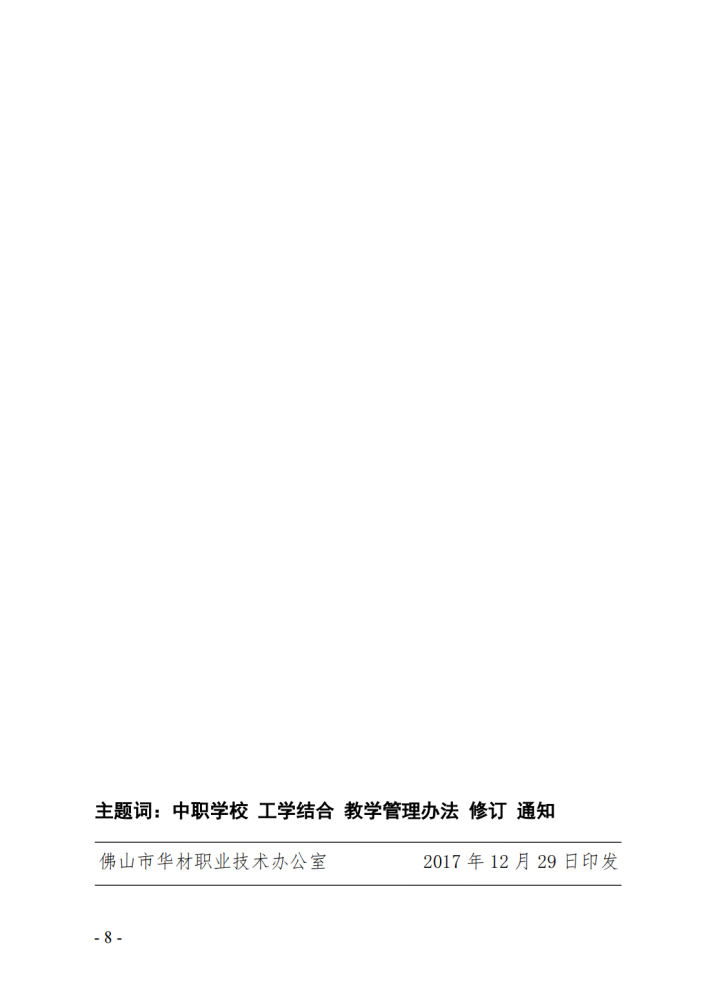 主题词：中职学校 工学结合 教学管理办法 修订 通知
佛山市华材职业技术办公室 2017 年 12 月 29 日印发
- 8 -